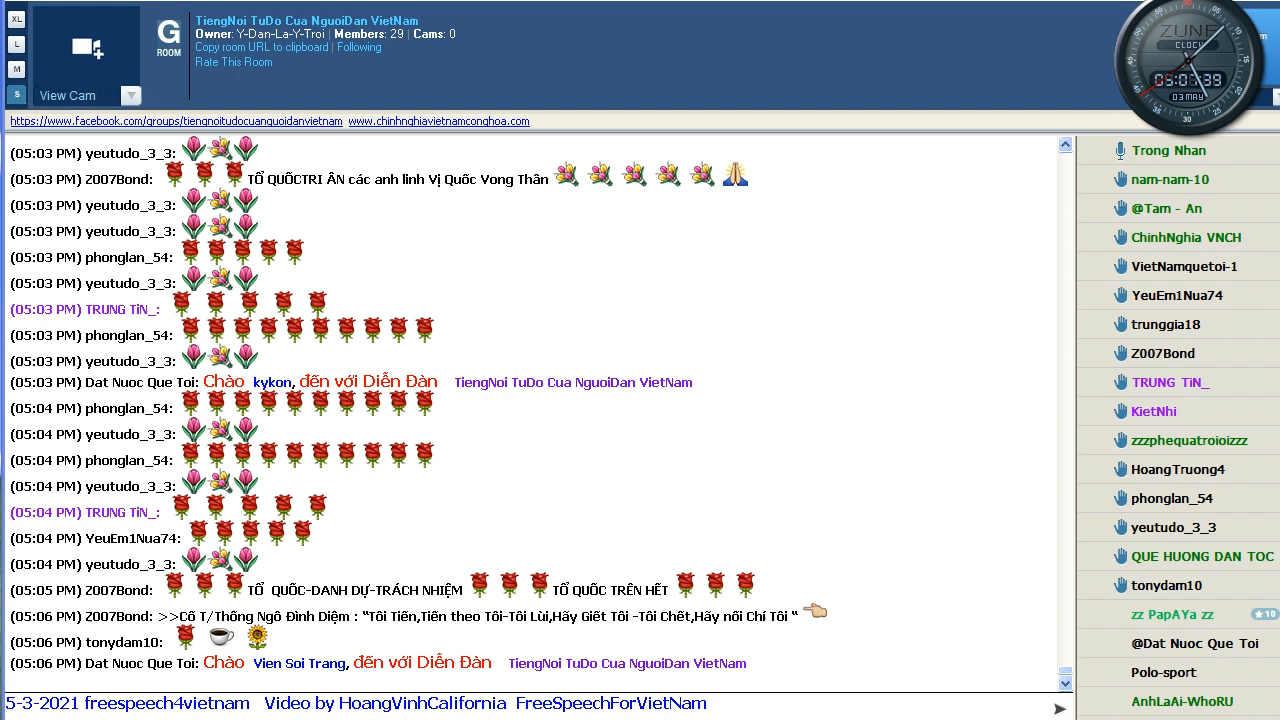 XL
L
M
S
View Cam
G
ROOM
TiengNoi TuDo Cua NguoiDan VietNam
Owner: Y-Dan-La-Y-Troi | Members: 29 | Cams: 0
Copy room URL to clipboard | Following
Rate This Room
ZUNE
CLOCK
05:07:39
03 MAY
https://www.facebook.com/groups/tiengnoitudocuanguoidanvietnam www.chinhnghiavietnamconghoa.com
(05:03 PM) yeutudo_3_3:
(05:03 PM) Z007Bond: TỔ QUỐCTRI ÂN các anh linh Vị Quốc Vong Thân
(05:03 PM) yeutudo_3_3:
(05:03 PM) yeutudo_3_3:
(05:03 PM) phonglan_54:
(05:03 PM) yeutudo_3_3:
(05:03 PM) TRUNG TiN_:
(05:03 PM) phonglan_54:
(05:03 PM) yeutudo_3_3:
(05:03 PM) Dat Nuoc Que Toi: Chào kykon, đến với Diễn Đàn TiengNoi TuDo Cua NguoiDan VietNam
(05:04 PM) phonglan_54:
(05:04 PM) yeutudo_3_3:
(05:04 PM) phonglan_54:
(05:04 PM) yeutudo_3_3:
(05:04 PM) TRUNG TiN_:
(05:04 PM) YeuEm1Nua74:
(05:04 PM) yeutudo_3_3:
(05:05 PM) Z007Bond: TỔ QUỐC-DANH DỰ-TRÁCH NHIỆM TỔ QUỐC TRÊN HẾT
(05:06 PM) Z007Bond: >>Cố T/Thống Ngô Đình Diệm : “Tôi Tiến,Tiến theo Tôi-Tôi Lùi,Hãy Giết Tôi -Tôi Chết,Hãy nối Chí Tôi “
(05:06 PM) tonydam10:
(05:06 PM) Dat Nuoc Que Toi: Chào Vien Soi Trang, đến với Diễn Đàn TiengNoi TuDo Cua NguoiDan VietNam
5-3-2021 freespeech4vietnam Video by HoangVinhCalifornia FreeSpeechForVietNam
Trong Nhan
nam-nam-10
@Tam - An
ChinhNghia VNCH
VietNamquetoi-1
YeuEm1Nua74
trunggia18
Z007Bond
TRUNG TiN_
KietNhi
zzzphequatroioizzz
HoangTruong4
phonglan_54
yeutudo_3_3
QUE HUONG DAN TOC
tonydam10
zz PapAYa zz ★10
@Dat Nuoc Que Toi
Polo-sport
AnhLaAi-WhoRU